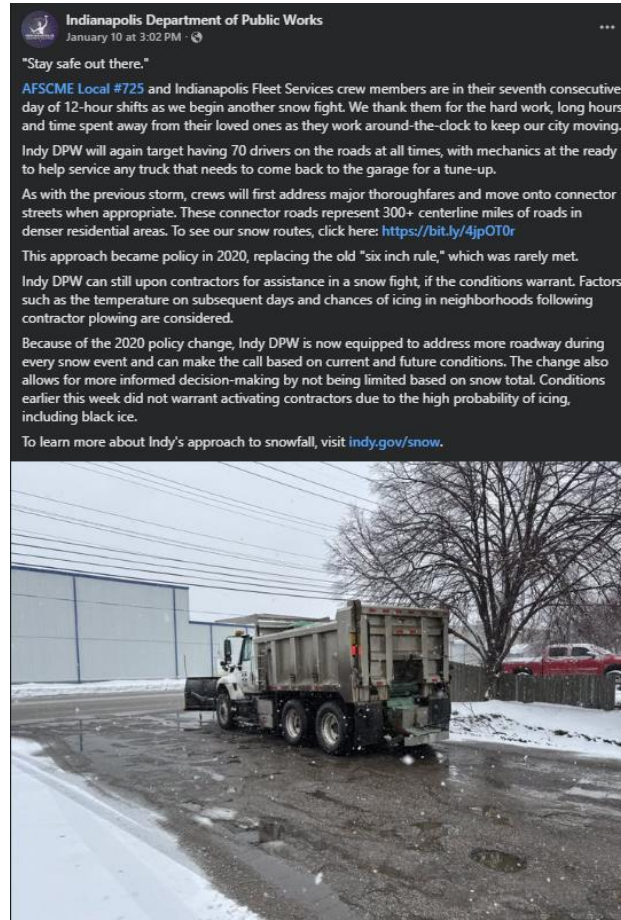 Indianapolis Department of Public Works
January 10 at 3:02 PM ·
"Stay safe out there."
AFSCME Local #725 and Indianapolis Fleet Services crew members are in their seventh consecutive
day of 12-hour shifts as we begin another snow fight. We thank them for the hard work, long hours
and time spent away from their loved ones as they work around-the-clock to keep our city moving.
Indy DPW will again target having 70 drivers on the roads at all times, with mechanics at the ready
to help service any truck that needs to come back to the garage for a tune-up.
As with the previous storm, crews will first address major thoroughfares and move onto connector
streets when appropriate. These connector roads represent 300+ centerline miles of roads in
denser residential areas. To see our snow routes, click here: https://bit.ly/4jpOT0r
This approach became policy in 2020, replacing the old "six inch rule," which was rarely met.
Indy DPW can still upon contractors for assistance in a snow fight, if the conditions warrant. Factors
such as the temperature on subsequent days and chances of icing in neighborhoods following
contractor plowing are considered.
Because of the 2020 policy change, Indy DPW is now equipped to address more roadway during
every snow event and can make the call based on current and future conditions. The change also
allows for more informed decision-making by not being limited based on snow total. Conditions
earlier this week did not warrant activating contractors due to the high probability of icing,
including black ice.
To learn more about Indy's approach to snowfall, visit indy.gov/snow.